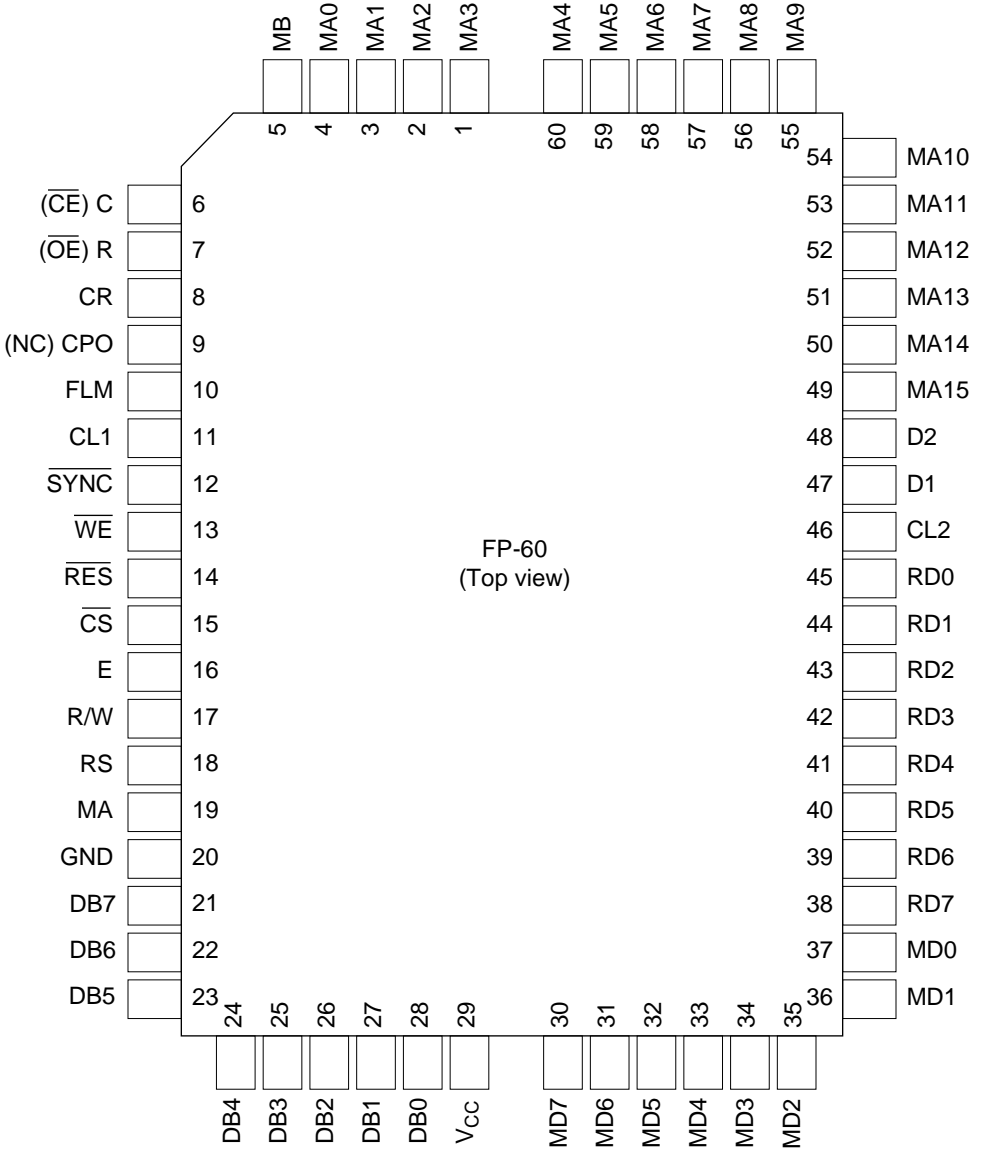 MB MA0 MA1 MA2 MA3 MA4 MA5 MA6 MA7 MA8 MA9
5 4 3 2 1 60 59 58 57 56 55
54 MA10
(C̅E̅) C 6 53 MA11
(O̅E̅) R 7 52 MA12
CR 8 51 MA13
(NC) CPO 9 50 MA14
FLM 10 49 MA15
CL1 11 48 D2
S̅Y̅N̅C̅ 12 47 D1
W̅E̅ 13 46 CL2
FP-60
(Top view)
R̅E̅S̅ 14 45 RD0
C̅S̅ 15 44 RD1
E 16 43 RD2
R/W 17 42 RD3
RS 18 41 RD4
MA 19 40 RD5
GND 20 39 RD6
DB7 21 38 RD7
DB6 22 37 MD0
DB5 23 36 MD1
24 25 26 27 28 29 30 31 32 33 34 35
DB4 DB3 DB2 DB1 DB0 VCC MD7 MD6 MD5 MD4 MD3 MD2